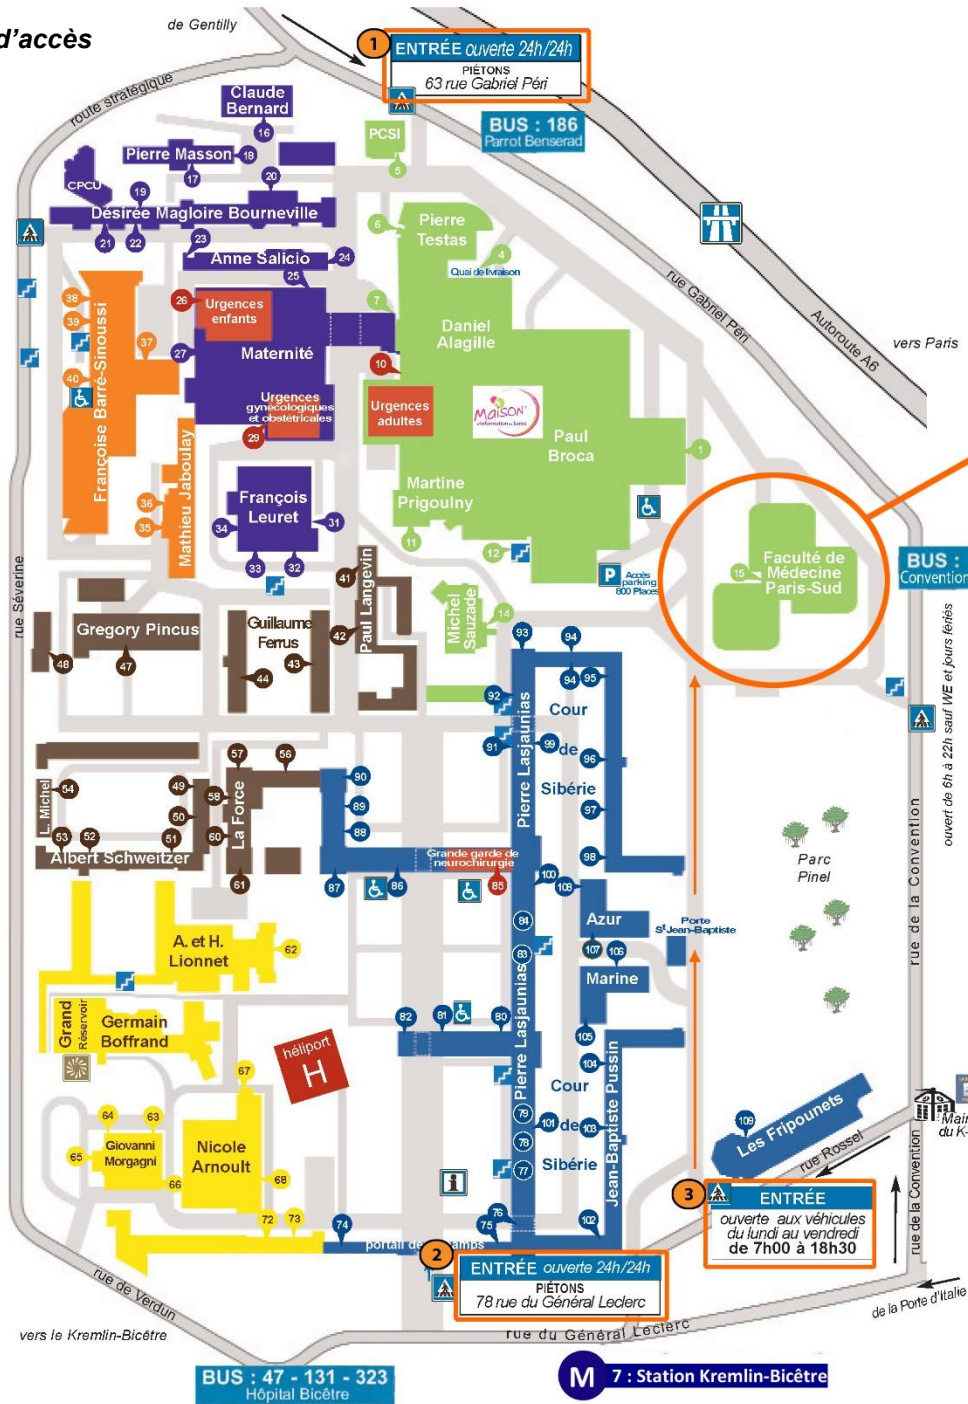 d'accès
de Gentilly
1
ENTRÉE ouverte 24h/24h
PIÉTONS
63 rue Gabriel Péri
route stratégique
Claude
Bernard
16
PCSI
5
BUS : 186
Parrot Benserad
Pierre Masson
18
17
CPCU
19
20
Désirée Magloire Bourneville
21
22
23
Anne Salicio
24
25
6
Pierre
Testas
4
Quai de livraison
rue Gabriel Péri
Autoroute A6
vers Paris
38
39
37
40
Françoise Barré-Sinoussi
26
Urgences
enfants
27
Maternité
7
Daniel
Alagille
10
Urgences
gynécologiques
et obstétricales
29
Urgences
adultes
MAISON
Paul
Broca
1
Martine
Prigoulny
11
12
Mathieu Jaboulay
36
35
François
Leuret
34
31
33
32
P
Accès
parking
800 Places
15
Faculté de
Médecine
Paris-Sud
BUS :
Convention
rue Séverine
Gregory Pincus
48
47
Guillaume
Ferrus
44
43
41
Paul Langevin
42
Michel
Sauzade
14
93
94
94
95
92
Cour
91
99
de
96
Sibérie
97
98
Pierre Lasjaunias
ouvert de 6h à 22h sauf WE et jours fériés
L. Michel
54
53
52
51
50
49
Albert Schweitzer
57
56
58
La Force
60
61
90
89
88
87
86
Grande garde de
neurochirurgie
85
100
108
Azur
107
106
Marine
105
Porte
St Jean-Baptiste
Parc
Pinel
rue de la Convention
84
83
A. et H.
Lionnet
62
Grand
Réservoir
Germain
Boffrand
héliport
H
82
81
80
Pierre Lasjaunias
104
Cour
79
101
de
103
78
Sibérie
77
Jean-Baptiste Pussin
67
64
63
Giovanni
Morgagni
65
66
Nicole
Arnoult
68
72
73
74
75
76
102
i
109
Les Fripounets
rue Rossel
rue de la Convention
3
ENTRÉE
ouverte aux véhicules
du lundi au vendredi
de 7h00 à 18h30
2
ENTRÉE ouverte 24h/24h
PIÉTONS
78 rue du Général Leclerc
rue de Verdun
vers le Kremlin-Bicêtre
rue du Général Leclerc
de la Porte d'Italie
BUS : 47 - 131 - 323
Hôpital Bicêtre
M 7 : Station Kremlin-Bicêtre